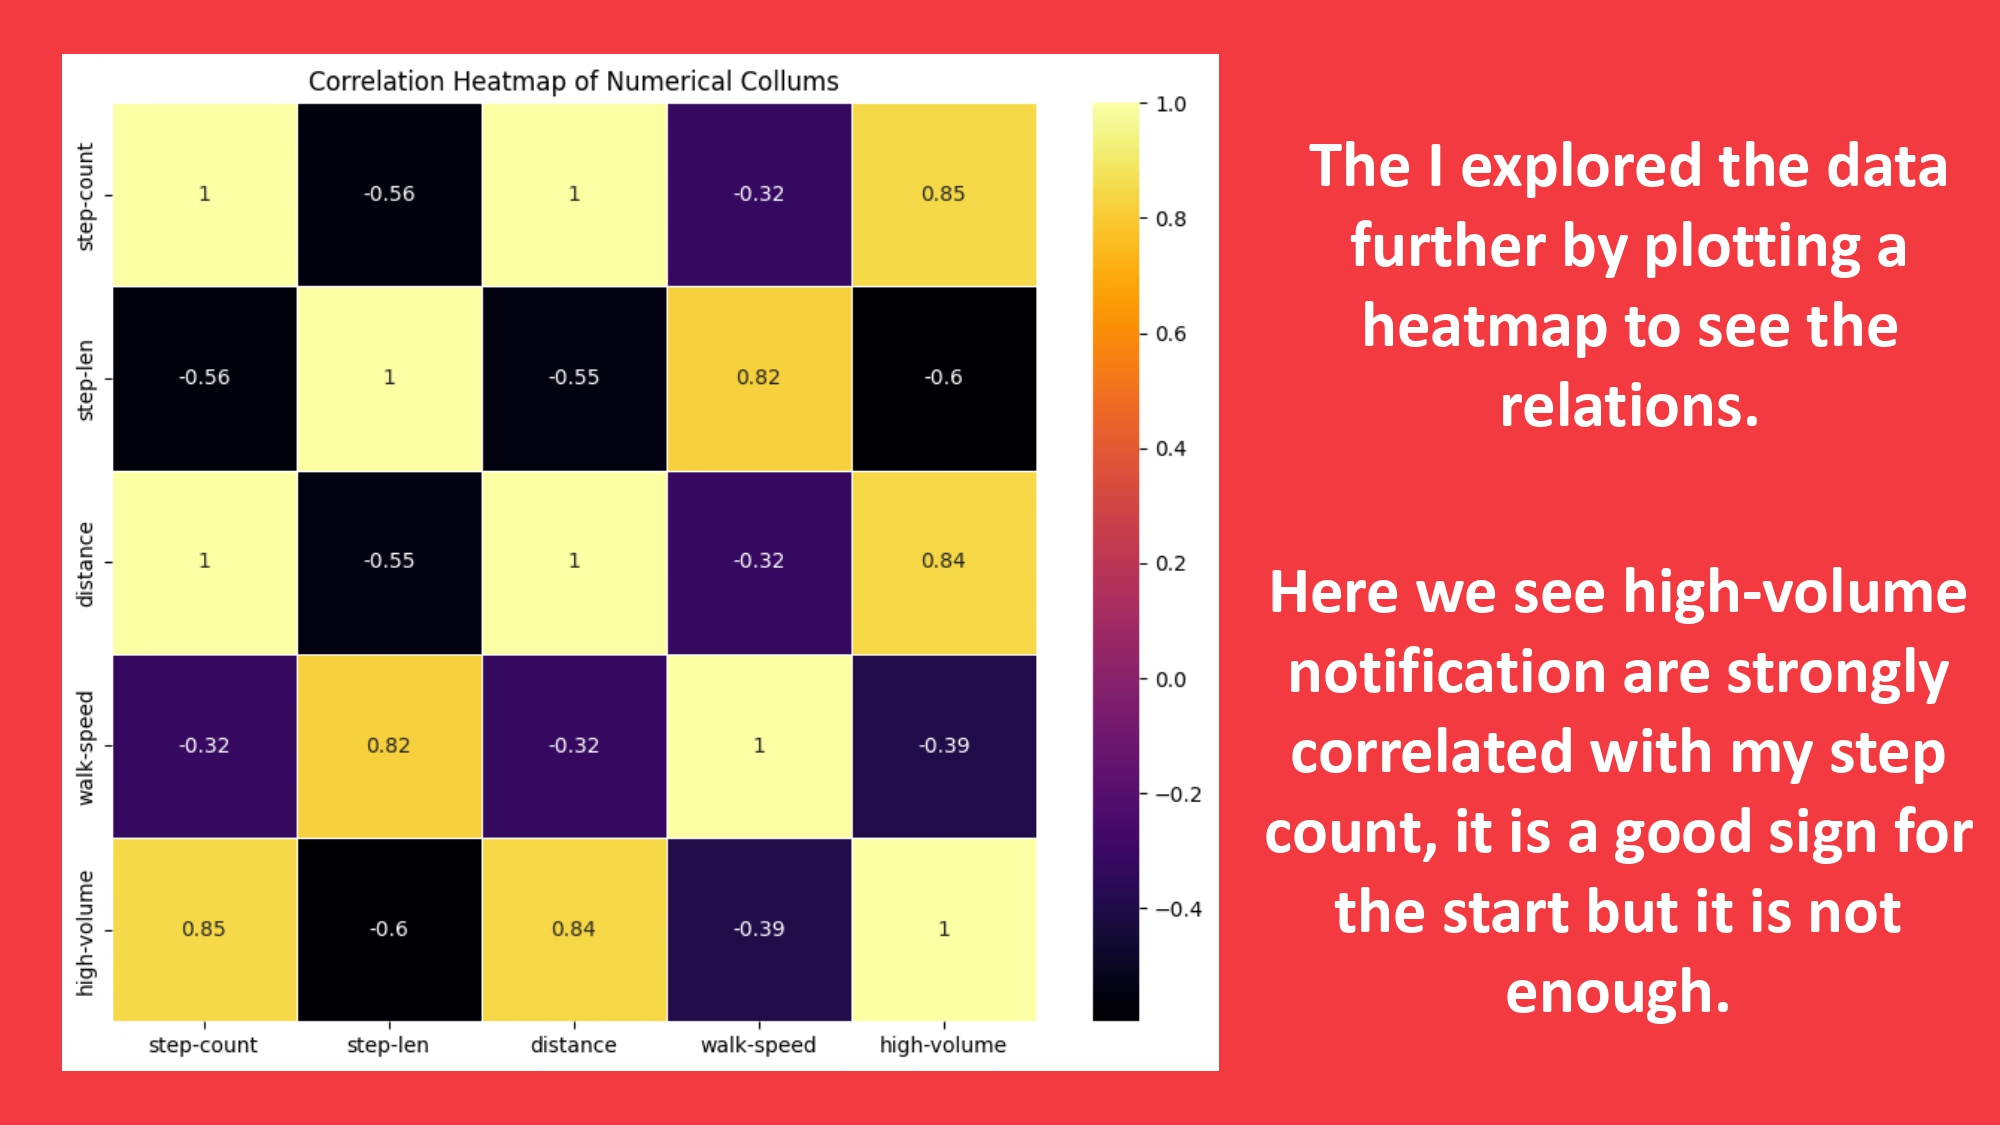 Correlation Heatmap of Numerical Collums
step-count 1 -0.56 1 -0.32 0.85
step-len -0.56 1 -0.55 0.82 -0.6
distance 1 -0.55 1 -0.32 0.84
walk-speed -0.32 0.82 -0.32 1 -0.39
high-volume 0.85 -0.6 0.84 -0.39 1
step-count step-len distance walk-speed high-volume
1.0
0.8
0.6
0.4
0.2
0.0
−0.2
−0.4
The I explored the data
further by plotting a
heatmap to see the
relations.
Here we see high-volume
notification are strongly
correlated with my step
count, it is a good sign for
the start but it is not
enough.